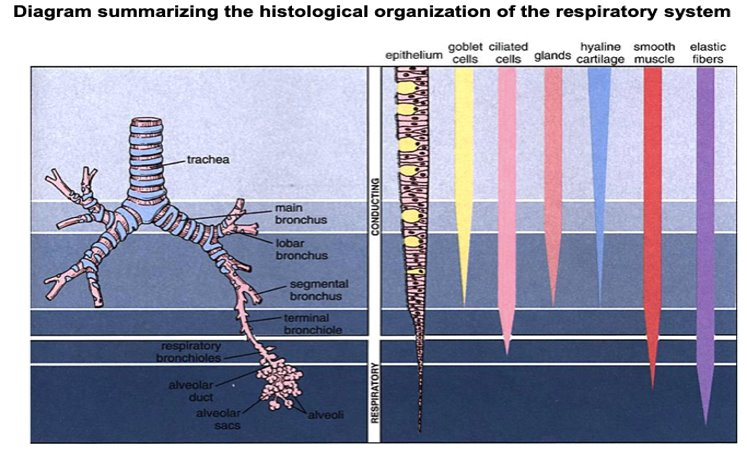 Diagram summarizing the histological organization of the respiratory system
epithelium
goblet
cells
ciliated
cells
glands
hyaline
cartilage
smooth
muscle
elastic
fibers
trachea
main
bronchus
lobar
bronchus
segmental
bronchus
terminal
bronchiole
respiratory
bronchioles
alveolar
duct
alveolar
sacs
alveoli
CONDUCTING
RESPIRATORY